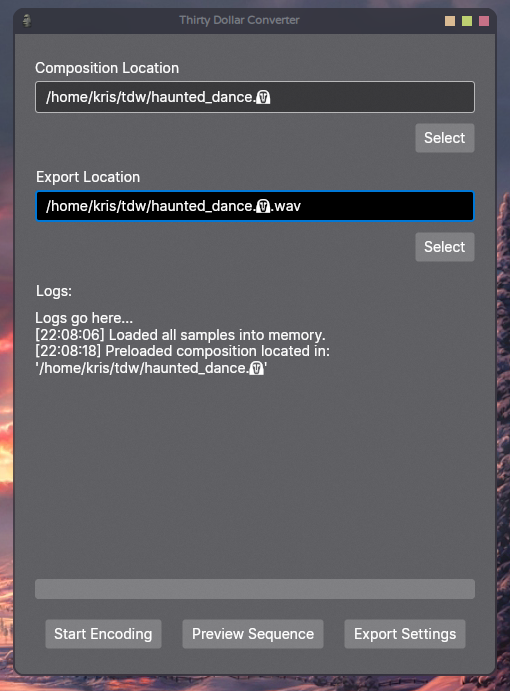 Thirty Dollar Converter
Composition Location
/home/kris/tdw/haunted_dance.🗿
Select
Export Location
/home/kris/tdw/haunted_dance.🗿.wav
Select
Logs:
Logs go here...
[22:08:06] Loaded all samples into memory.
[22:08:18] Preloaded composition located in:
'/home/kris/tdw/haunted_dance.🗿'
Start Encoding
Preview Sequence
Export Settings